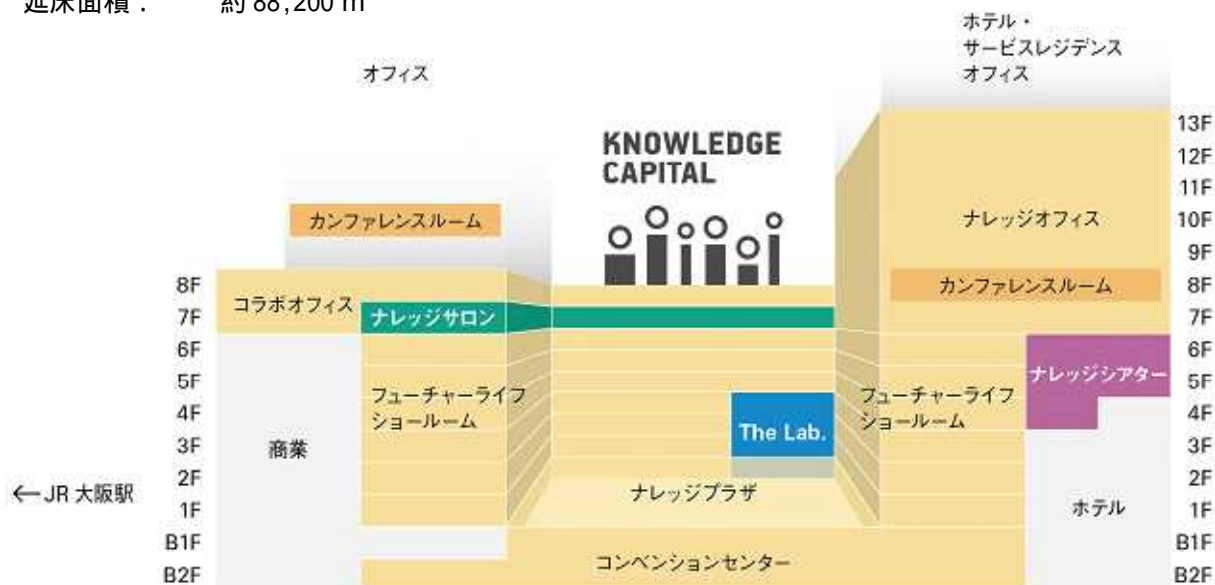 延床面積： 約 88,200 m
ホテル・
サービスレジデンス
オフィス
オフィス
KNOWLEDGE
CAPITAL
13F
12F
11F
10F
9F
8F
7F
6F
5F
4F
3F
2F
1F
B1F
B2F
カンファレンスルーム
ナレッジオフィス
カンファレンスルーム
8F
7F
6F
5F
4F
3F
2F
1F
B1F
B2F
コラボオフィス
ナレッジサロン
ナレッジシアター
フューチャーライフ
ショールーム
フューチャーライフ
ショールーム
The Lab.
商業
←JR 大阪駅
ナレッジプラザ
ホテル
コンベンションセンター